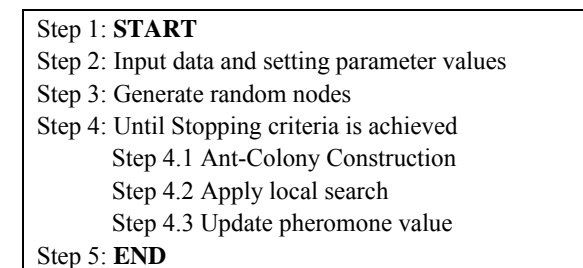 Step 1: START
Step 2: Input data and setting parameter values
Step 3: Generate random nodes
Step 4: Until Stopping criteria is achieved
Step 4.1 Ant-Colony Construction
Step 4.2 Apply local search
Step 4.3 Update pheromone value
Step 5: END